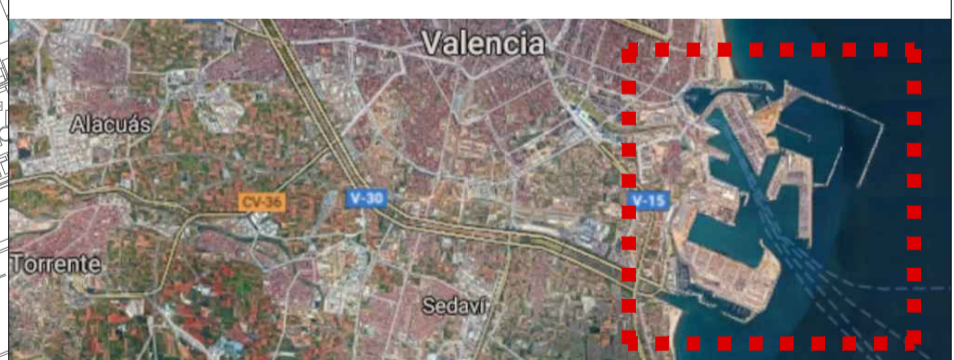 Valencia
Alacuás
CV-36
V-30
V-15
Torrente
Sedaví